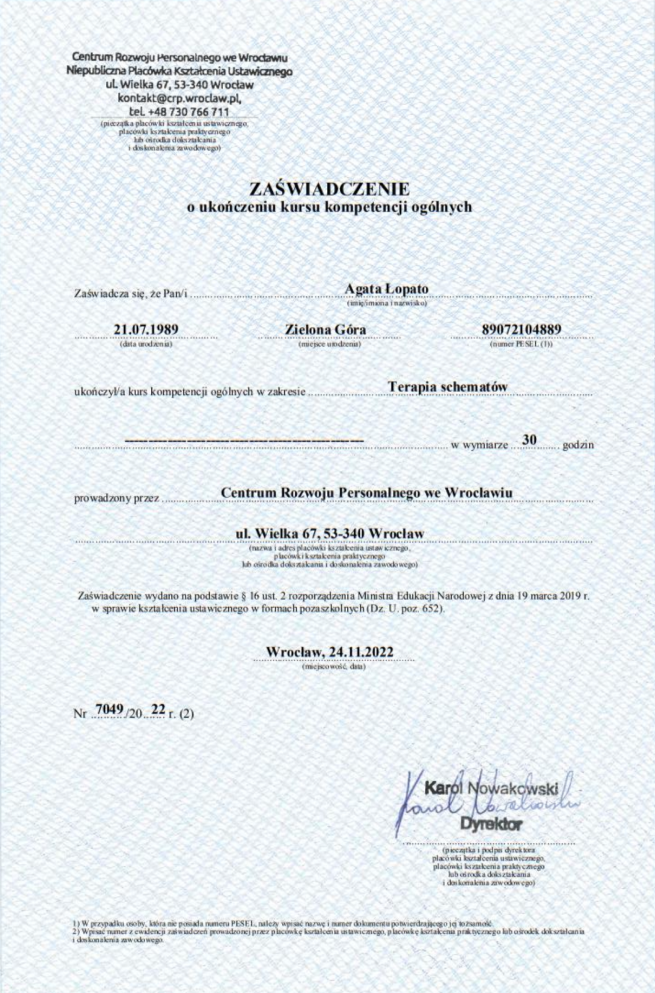 Centrum Rozwoju Personalnego we Wrocławiu
Niepubliczna Placówka Kształcenia Ustawicznego
ul. Wielka 67, 53-340 Wrocław
kontakt@crp.wroclaw.pl,
tel. +48 730 766 711
(pieczątka placówki kształcenia ustawicznego,
placówki kształcenia praktycznego
lub ośrodka dokształcania
i doskonalenia zawodowego)
ZAŚWIADCZENIE
o ukończeniu kursu kompetencji ogólnych
Zaświadcza się, że Pan/i Agata Łopato
(imię/imiona i nazwisko)
21.07.1989 Zielona Góra 89072104889
(data urodzenia) (miejsce urodzenia) (numer PESEL (1))
ukończył/a kurs kompetencji ogólnych w zakresie Terapia schematów
w wymiarze 30 godzin
prowadzony przez Centrum Rozwoju Personalnego we Wrocławiu
ul. Wielka 67, 53-340 Wrocław
(nazwa i adres placówki kształcenia ustawicznego,
placówki kształcenia praktycznego
lub ośrodka dokształcania i doskonalenia zawodowego)
Zaświadczenie wydano na podstawie § 16 ust. 2 rozporządzenia Ministra Edukacji Narodowej z dnia 19 marca 2019 r.
w sprawie kształcenia ustawicznego w formach pozaszkolnych (Dz. U. poz. 652).
Wrocław, 24.11.2022
(miejscowość, data)
Nr 7049/20 22 r. (2)
Karol Nowakowski
Karol Nowakowski
Dyrektor
(pieczątka i podpis dyrektora
placówki kształcenia ustawicznego,
placówki kształcenia praktycznego
lub ośrodka dokształcania
i doskonalenia zawodowego)
1) W przypadku osoby, która nie posiada numeru PESEL, należy wpisać nazwę i numer dokumentu potwierdzającego jej tożsamość.
2) Wpisać numer z ewidencji zaświadczeń prowadzonej przez placówkę kształcenia ustawicznego, placówkę kształcenia praktycznego lub ośrodek dokształcania
i doskonalenia zawodowego.